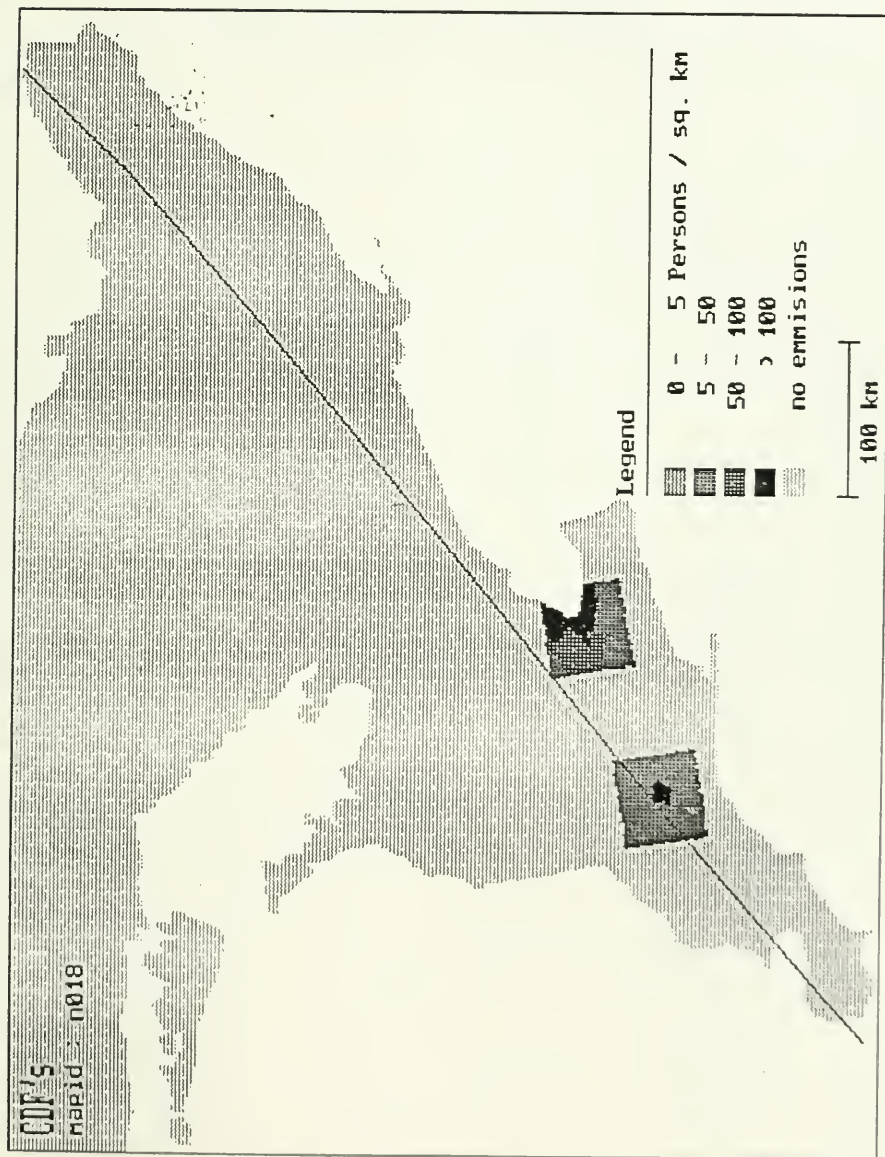 CDF's
mapid : n018
Legend
0 - 5 Persons / sq. km
5 - 50
50 - 100
> 100
no emmisions
100 km